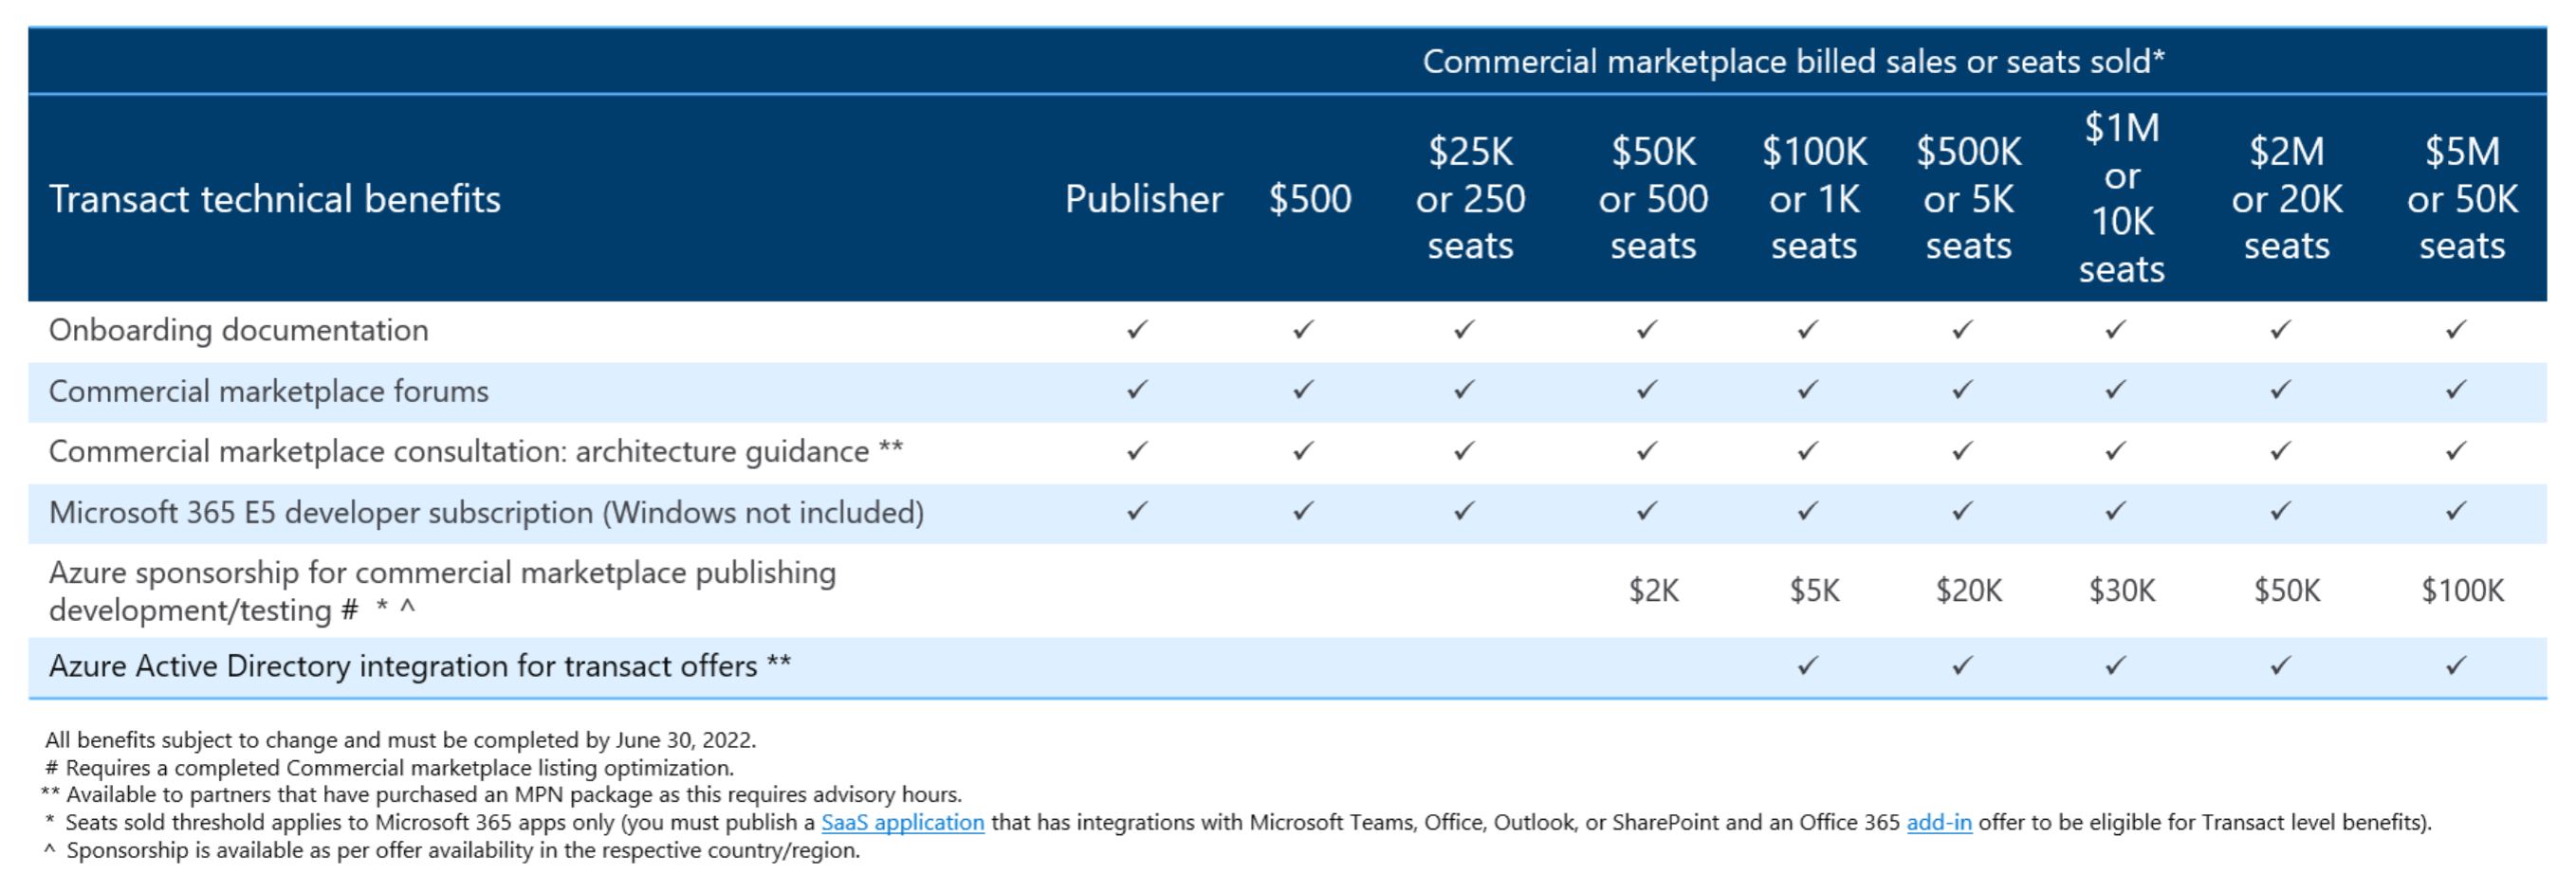 Commercial marketplace billed sales or seats sold*
Transact technical benefits Publisher $500 $25K or 250 seats $50K or 500 seats $100K or 1K seats $500K or 5K seats $1M or 10K seats $2M or 20K seats $5M or 50K seats
Onboarding documentation ✓ ✓ ✓ ✓ ✓ ✓ ✓ ✓ ✓
Commercial marketplace forums ✓ ✓ ✓ ✓ ✓ ✓ ✓ ✓ ✓
Commercial marketplace consultation: architecture guidance ** ✓ ✓ ✓ ✓ ✓ ✓ ✓ ✓ ✓
Microsoft 365 E5 developer subscription (Windows not included) ✓ ✓ ✓ ✓ ✓ ✓ ✓ ✓ ✓
Azure sponsorship for commercial marketplace publishing
development/testing # * ^ $2K $5K $20K $30K $50K $100K
Azure Active Directory integration for transact offers ** ✓ ✓ ✓ ✓ ✓
All benefits subject to change and must be completed by June 30, 2022.
# Requires a completed Commercial marketplace listing optimization.
** Available to partners that have purchased an MPN package as this requires advisory hours.
* Seats sold threshold applies to Microsoft 365 apps only (you must publish a SaaS application that has integrations with Microsoft Teams, Office, Outlook, or SharePoint and an Office 365 add-in offer to be eligible for Transact level benefits).
^ Sponsorship is available as per offer availability in the respective country/region.